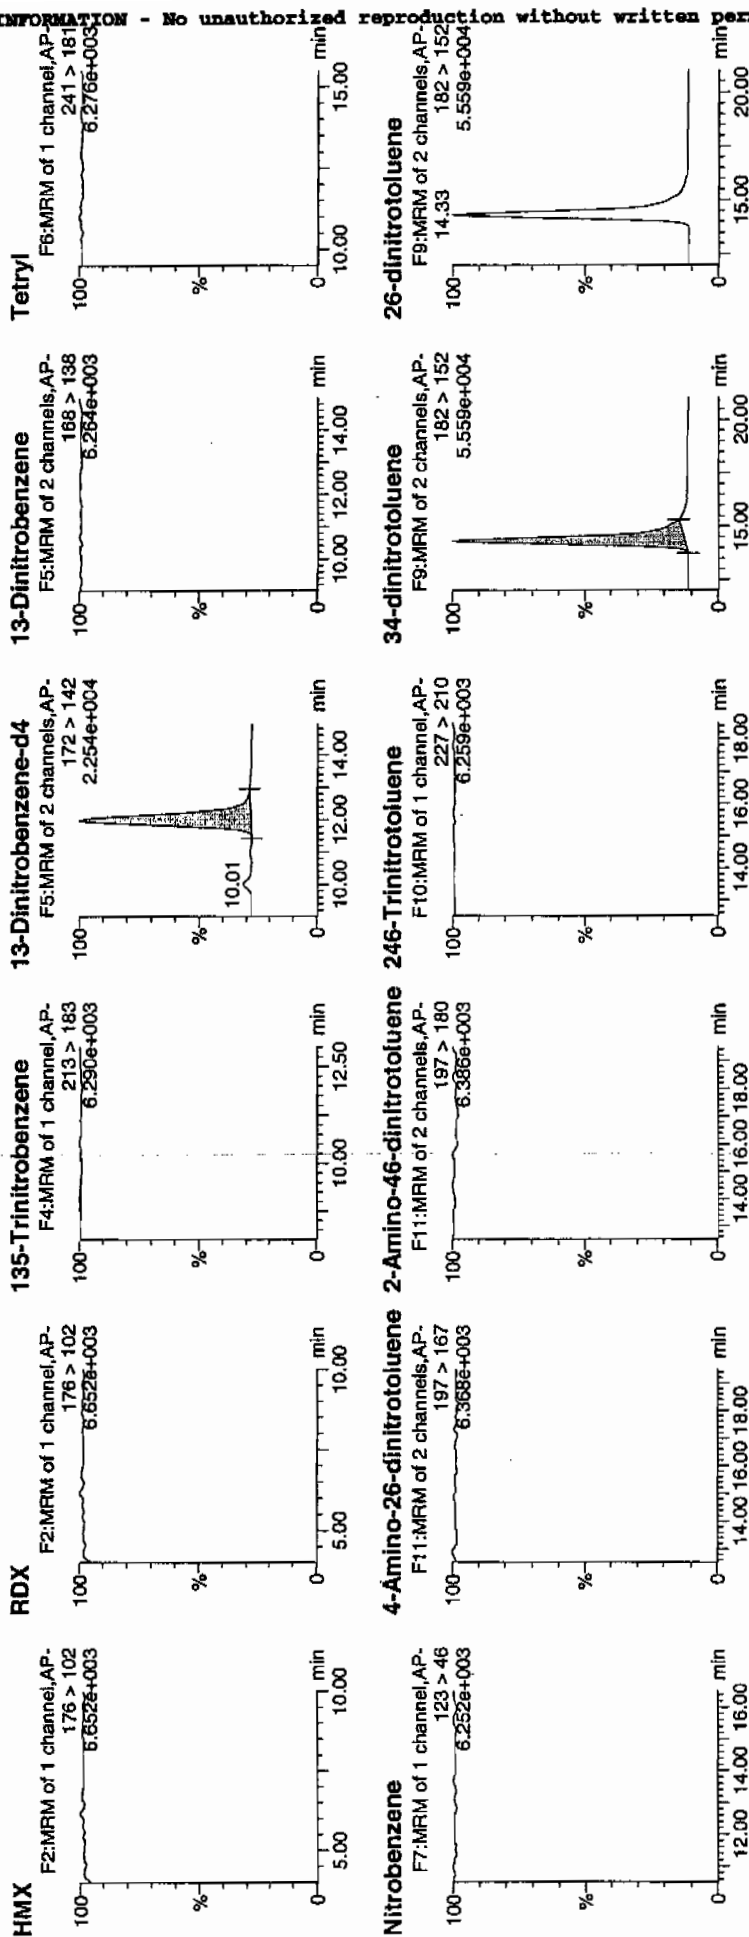 INFORMATION - No unauthorized reproduction without written
HMX
F2:MRM of 1 channel,AP-
176 > 102
6.652e+003
100
%
0
5.00 10.00 min
RDX
F2:MRM of 1 channel,AP-
176 > 102
6.652e+003
100
%
0
5.00 10.00 min
135-Trinitrobenzene
F4:MRM of 1 channel,AP-
213 > 183
6.290e+003
100
%
0
10.00 12.50 min
13-Dinitrobenzene-d4
F5:MRM of 2 channels,AP-
172 > 142
2.254e+004
100
%
10.01
0
10.00 12.00 14.00 min
13-Dinitrobenzene
F5:MRM of 2 channels,AP-
168 > 138
6.264e+003
100
%
0
10.00 12.00 14.00 min
Tetryl
F6:MRM of 1 channel,AP-
241 > 181
6.276e+003
100
%
0
10.00 15.00 min
Nitrobenzene
F7:MRM of 1 channel,AP-
123 > 46
6.252e+003
100
%
0
12.00 14.00 16.00 min
4-Amino-26-dinitrotoluene
F11:MRM of 2 channels,AP-
197 > 167
6.368e+003
100
%
0
14.00 16.00 18.00 min
2-Amino-46-dinitrotoluene
F11:MRM of 2 channels,AP-
197 > 180
6.386e+003
100
%
0
14.00 16.00 18.00 min
246-Trinitrotoluene
F10:MRM of 1 channel,AP-
227 > 210
6.259e+003
100
%
0
14.00 16.00 18.00 min
34-dinitrotoluene
F9:MRM of 2 channels,AP-
182 > 152
5.559e+004
100
%
0
15.00 20.00 min
26-dinitrotoluene
F9:MRM of 2 channels,AP-
14.33
182 > 152
5.559e+004
100
%
0
15.00 20.00 min